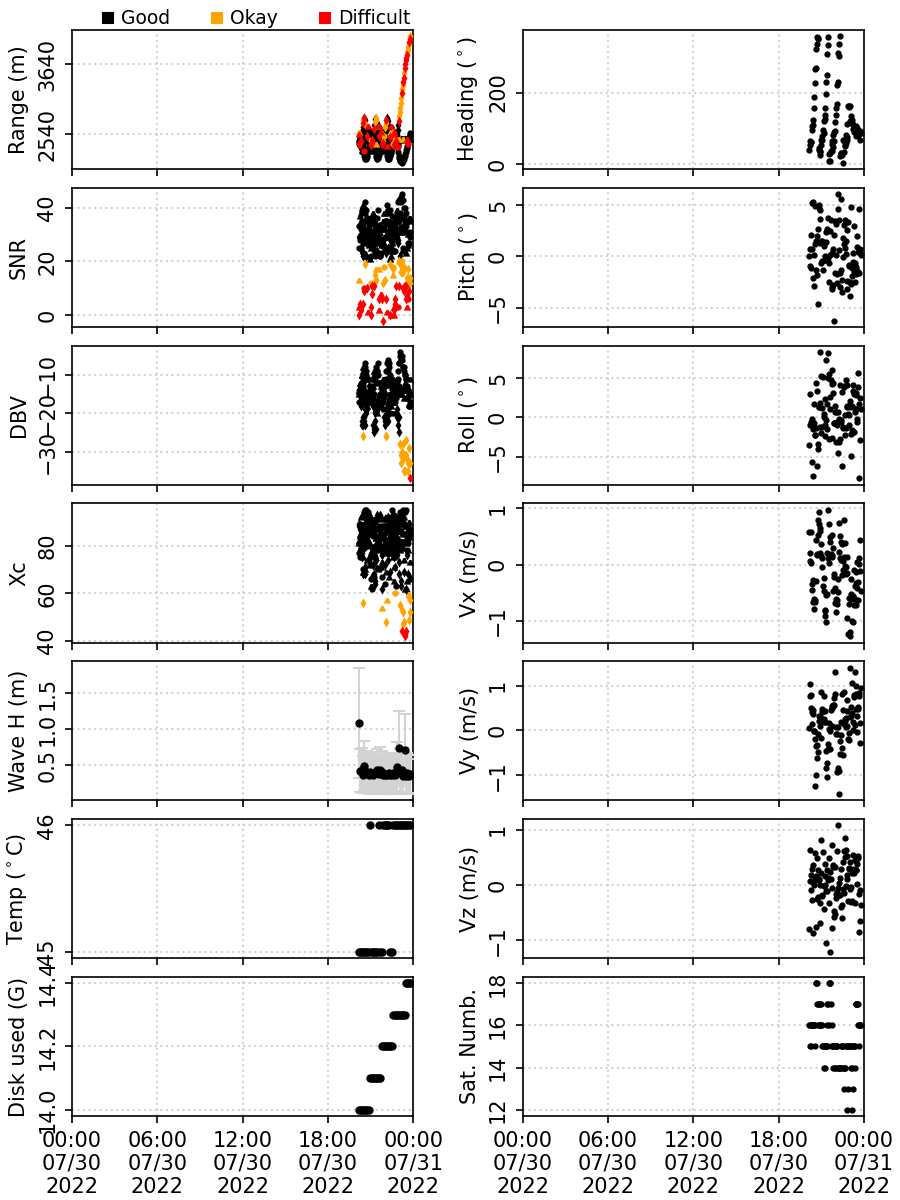 Good Okay Difficult
Range (m)
3640
2540
Heading (°)
200
0
SNR
40
20
0
Pitch (°)
5
0
−5
DBV
−10
−20
−30
Roll (°)
5
0
−5
Xc
80
60
40
Vx (m/s)
1
0
−1
Wave H (m)
1.5
1.0
0.5
Vy (m/s)
1
0
−1
Temp (°C)
46
45
Vz (m/s)
1
0
−1
Disk used (G)
14.4
14.2
14.0
Sat. Numb.
18
16
14
12
00:00 06:00 12:00 18:00 00:00
07/30 07/30 07/30 07/30 07/31
2022 2022 2022 2022 2022
00:00 06:00 12:00 18:00 00:00
07/30 07/30 07/30 07/30 07/31
2022 2022 2022 2022 2022